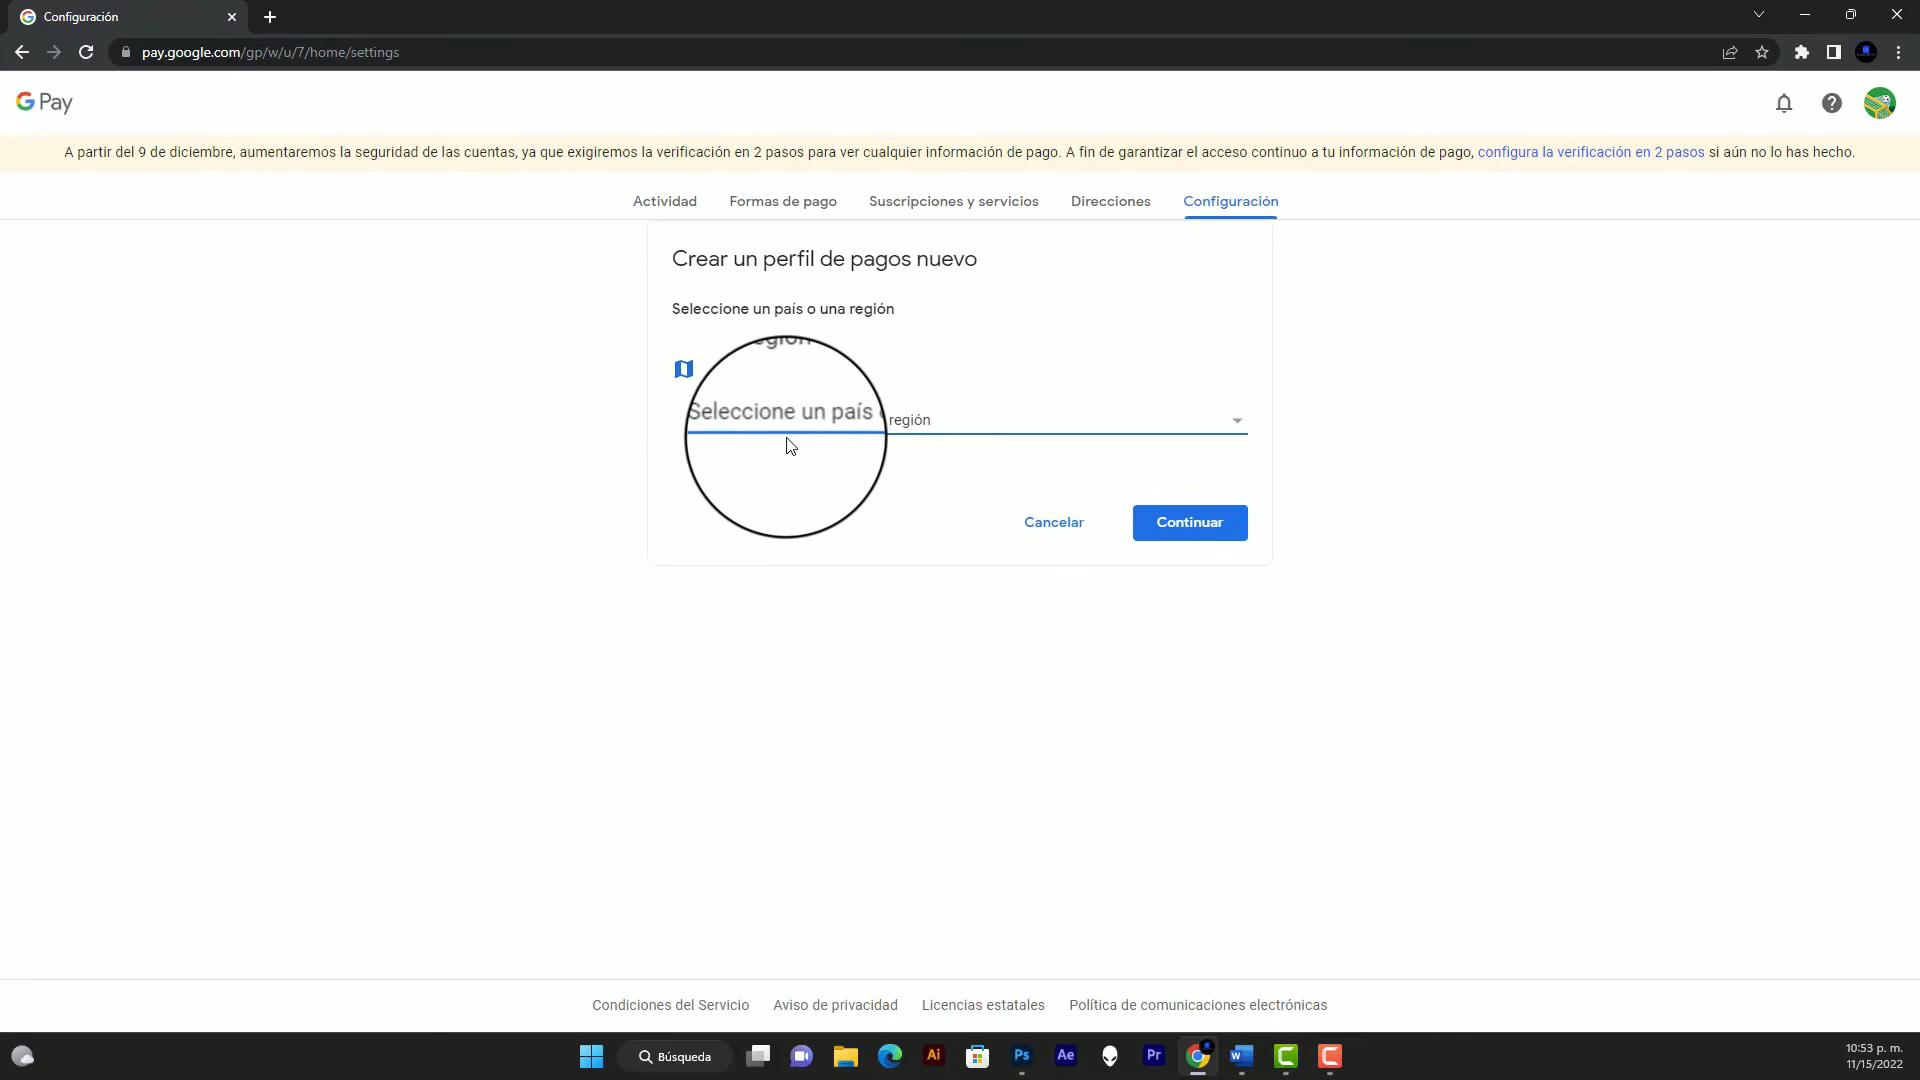 Configuración
pay.google.com/gp/w/u/7/home/settings
G Pay
A partir del 9 de diciembre, aumentaremos la seguridad de las cuentas, ya que exigiremos la verificación en 2 pasos para ver cualquier información de pago. A fin de garantizar el acceso continuo a tu información de pago, configura la verificación en 2 pasos si aún no lo has hecho.
Actividad Formas de pago Suscripciones y servicios Direcciones Configuración
Crear un perfil de pagos nuevo
Seleccione un país o una región
Seleccione un país región
Cancelar Continuar
Condiciones del Servicio Aviso de privacidad Licencias estatales Política de comunicaciones electrónicas
Búsqueda Ai Ps Ae Pr W
10:53 p. m.
11/15/2022